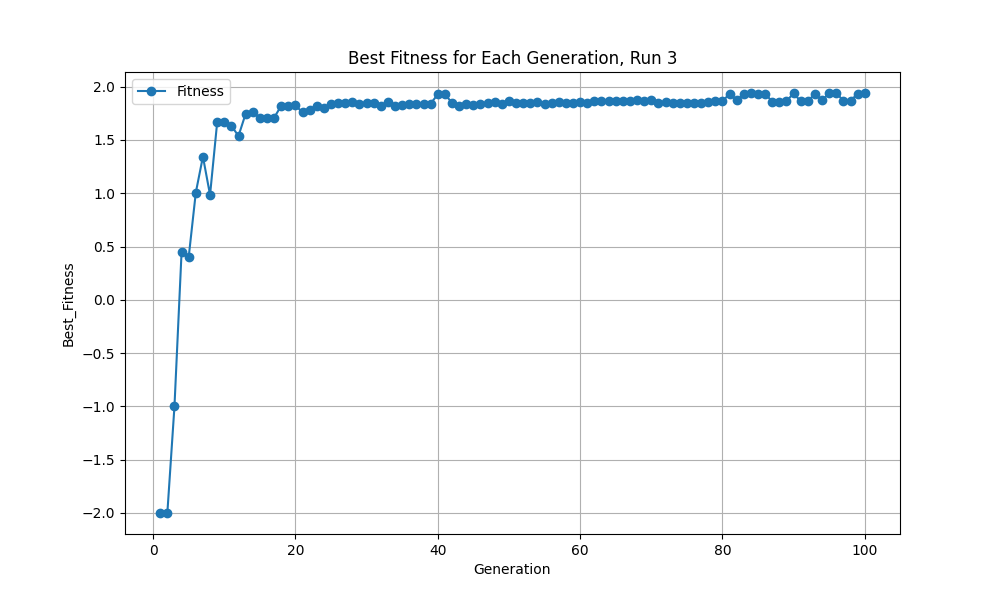 Best Fitness for Each Generation, Run 3
Fitness
2.0
1.5
1.0
0.5
0.0
−0.5
−1.0
−1.5
−2.0
Best_Fitness
0 20 40 60 80 100
Generation